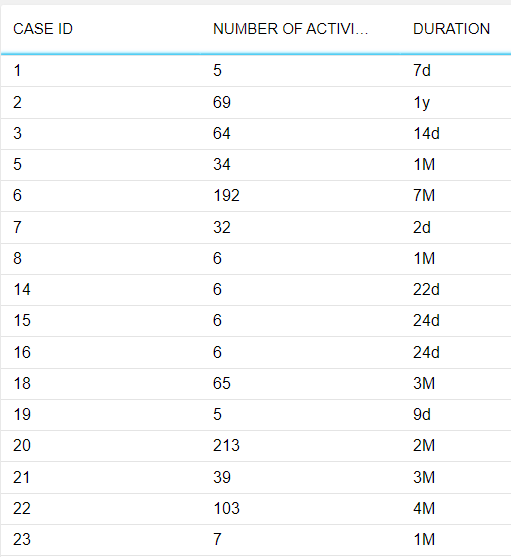 CASE ID NUMBER OF ACTIVI... DURATION
1 5 7d
2 69 1y
3 64 14d
5 34 1M
6 192 7M
7 32 2d
8 6 1M
14 6 22d
15 6 24d
16 6 24d
18 65 3M
19 5 9d
20 213 2M
21 39 3M
22 103 4M
23 7 1M